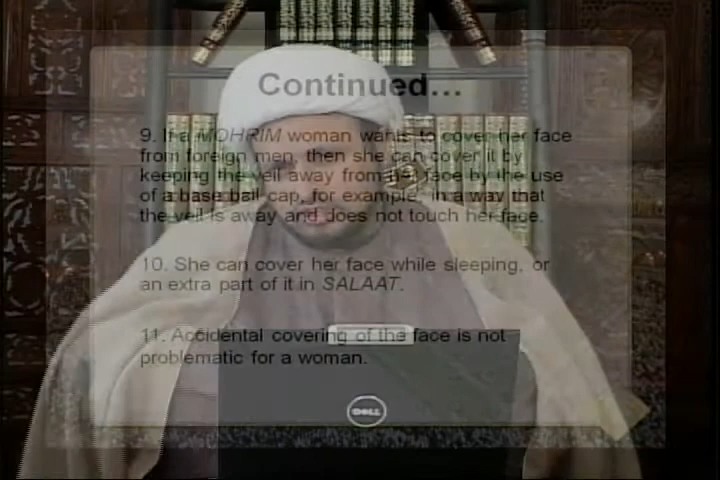 Continued...
9. If a MOHRIM woman wants to cover her face
from foreign men, then she can cover it by
keeping the veil away from her face by the use
of a base ball cap, for example, in a way that
the veil is away and does not touch her face.
10. She can cover her face while sleeping, or
an extra part of it in SALAAT.
11. Accidental covering of the face is not
problematic for a woman.
DELL